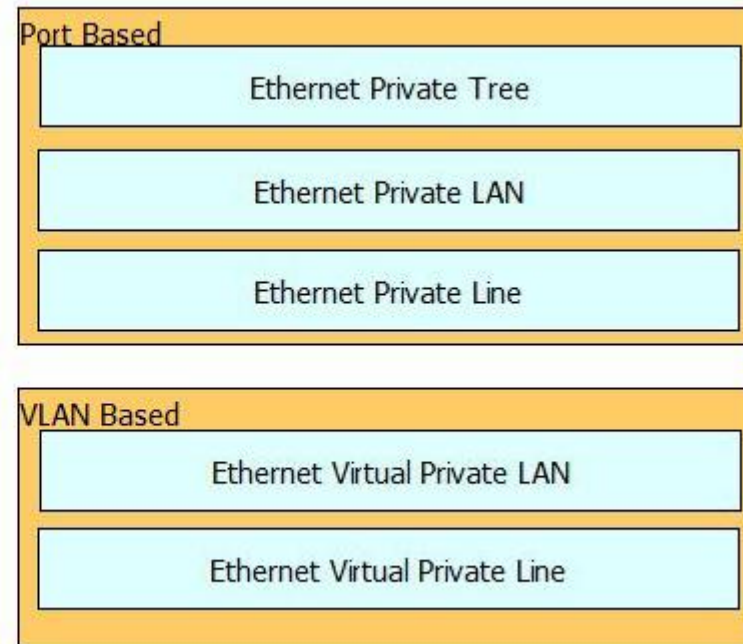 Port Based
Ethernet Private Tree
Ethernet Private LAN
Ethernet Private Line
VLAN Based
Ethernet Virtual Private LAN
Ethernet Virtual Private Line